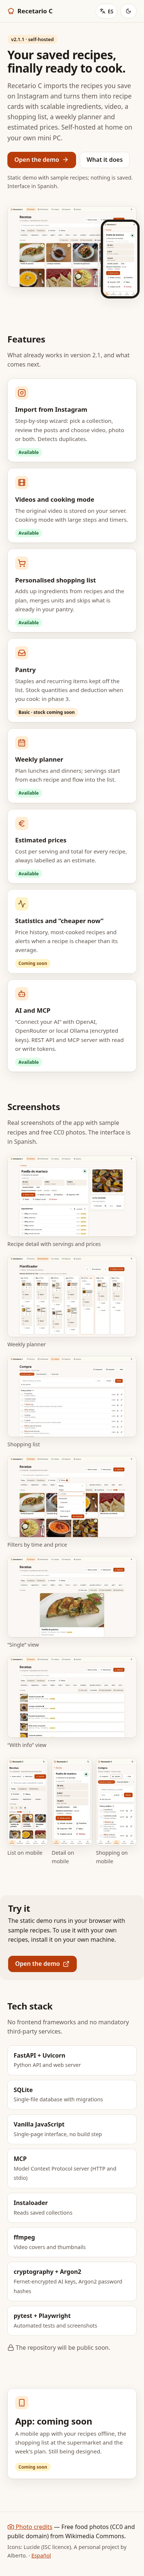 Recetario C
ES
v2.1.1 · self-hosted
Your saved recipes,
finally ready to cook.
Recetario C imports the recipes you save
on Instagram and turns them into recipe
cards with scalable ingredients, video, a
shopping list, a weekly planner and
estimated prices. Self-hosted at home on
your own mini PC.
Open the demo
What it does
Static demo with sample recipes; nothing is saved.
Interface in Spanish.
Recetas
Features
What already works in version 2.1, and what
comes next.
Import from Instagram
Step-by-step wizard: pick a collection,
review the posts and choose video, photo
or both. Detects duplicates.
Available
Videos and cooking mode
The original video is stored on your server.
Cooking mode with large steps and timers.
Available
Personalised shopping list
Adds up ingredients from recipes and the
plan, merges units and skips what is
already in your pantry.
Available
Pantry
Staples and recurring items kept off the
list. Stock quantities and deduction when
you cook: in phase 3.
Basic · stock coming soon
Weekly planner
Plan lunches and dinners; servings start
from each recipe and flow into the list.
Available
Estimated prices
Cost per serving and total for every recipe,
always labelled as an estimate.
Available
Statistics and “cheaper now”
Price history, most-cooked recipes and
alerts when a recipe is cheaper than its
average.
Coming soon
AI and MCP
“Connect your AI” with OpenAI,
OpenRouter or local Ollama (encrypted
keys), REST API and MCP server with read
or write tokens.
Available
Screenshots
Real screenshots of the app with sample
recipes and free CC0 photos. The interface is
in Spanish.
Recipe detail with servings and prices
Planificador
Weekly planner
Compra
Shopping list
Recetas
Filters by time and price
Recetas
“Single” view
Recetas
“With info” view
List on mobile
Detail on
mobile
Shopping on
mobile
Try it
The static demo runs in your browser with
sample recipes. To use it with your own
recipes, install it on your own machine.
Open the demo
Tech stack
No frontend frameworks and no mandatory
third-party services.
FastAPI + Uvicorn
Python API and web server
SQLite
Single-file database with migrations
Vanilla JavaScript
Single-page interface, no build step
MCP
Model Context Protocol server (HTTP and
stdio)
Instaloader
Reads saved collections
ffmpeg
Video covers and thumbnails
cryptography + Argon2
Fernet-encrypted AI keys, Argon2 password
hashes
pytest + Playwright
Automated tests and screenshots
The repository will be public soon.
App: coming soon
A mobile app with your recipes offline, the
shopping list at the supermarket and the
week's plan. Still being designed.
Coming soon
Photo credits — Free food photos (CC0 and
public domain) from Wikimedia Commons.
Icons: Lucide (ISC licence). A personal project by
Alberto. · Español